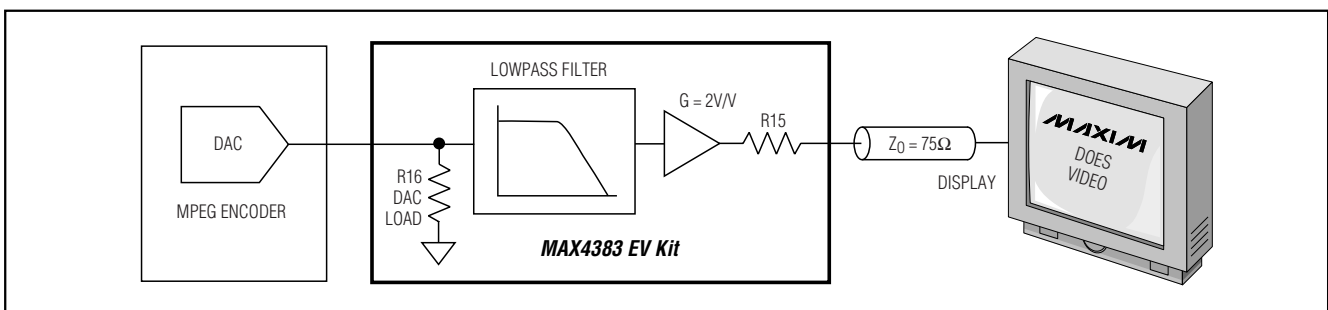 DAC
MPEG ENCODER
R16
DAC
LOAD
LOWPASS FILTER
G = 2V/V
R15
MAX4383 EV Kit
Z0 = 75Ω
DISPLAY
MAXIM
DOES
VIDEO